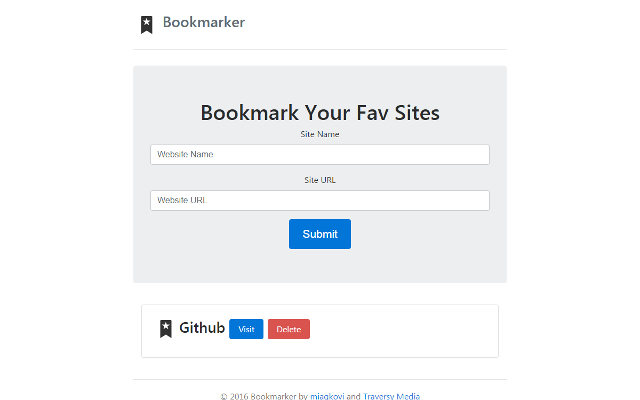 Bookmarker
Bookmark Your Fav Sites
Site Name
Website Name
Site URL
Website URL
Submit
Github Visit Delete
© 2016 Bookmarker by miagkovi and Traversy Media